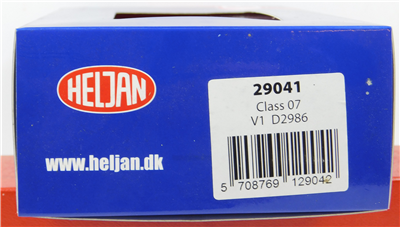 HELJAN
www.heljan.dk
29041
Class 07
V1 D2986
5 708769 129042